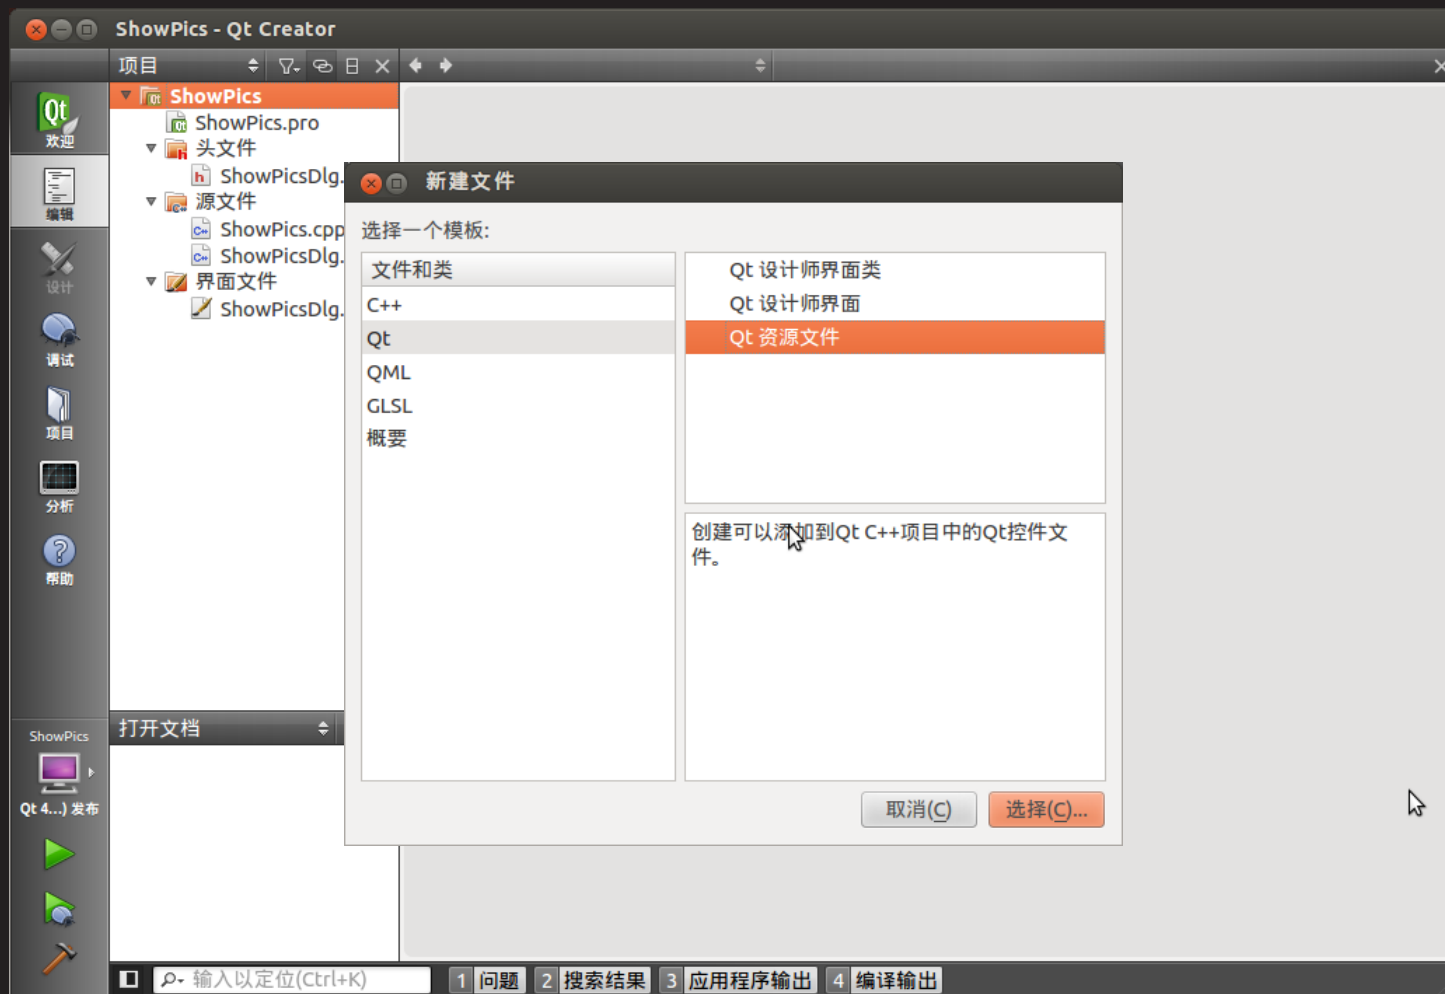 ShowPics - Qt Creator
项目
Qt
欢迎
编辑
设计
调试
项目
分析
帮助
ShowPics
Qt 4...) 发布
ShowPics
ShowPics.pro
头文件
ShowPicsDlg.
源文件
ShowPics.cpp
ShowPicsDlg.
界面文件
ShowPicsDlg.
打开文档
新建文件
选择一个模板:
文件和类
C++
Qt
QML
GLSL
概要
Qt 设计师界面类
Qt 设计师界面
Qt 资源文件
创建可以添加到Qt C++项目中的Qt控件文
件。
取消(C)
选择(C)...
输入以定位(Ctrl+K)
1 问题
2 搜索结果
3 应用程序输出
4 编译输出